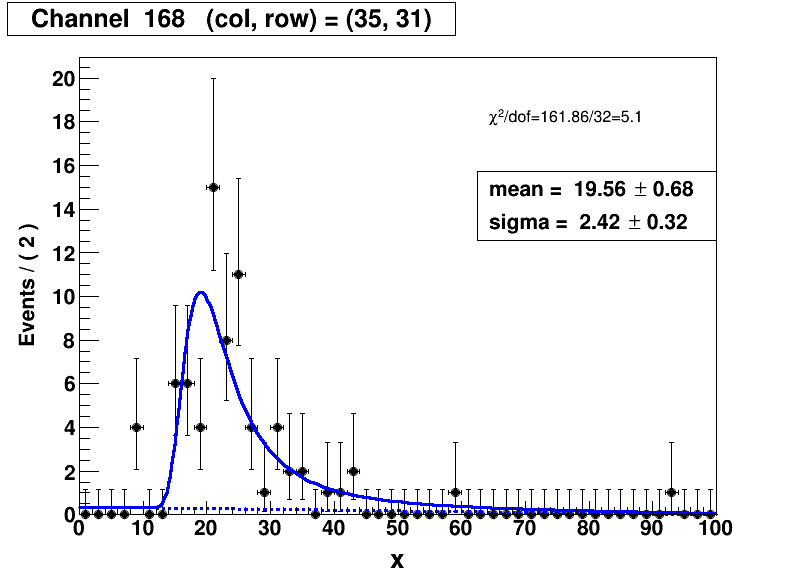 Channel 168 (col, row) = (35, 31)
χ²/dof=161.86/32=5.1
mean = 19.56 ± 0.68
sigma = 2.42 ± 0.32
Events / ( 2 )
20
18
16
14
12
10
8
6
4
2
0
0 10 20 30 40 50 60 70 80 90 100
x